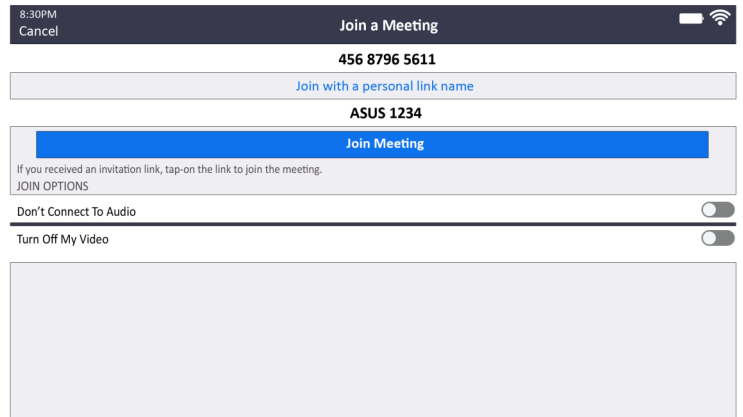 8:30PM
Cancel
Join a Meeting
456 8796 5611
Join with a personal link name
ASUS 1234
Join Meeting
If you received an invitation link, tap-on the link to join the meeting.
JOIN OPTIONS
Don’t Connect To Audio
Turn Off My Video